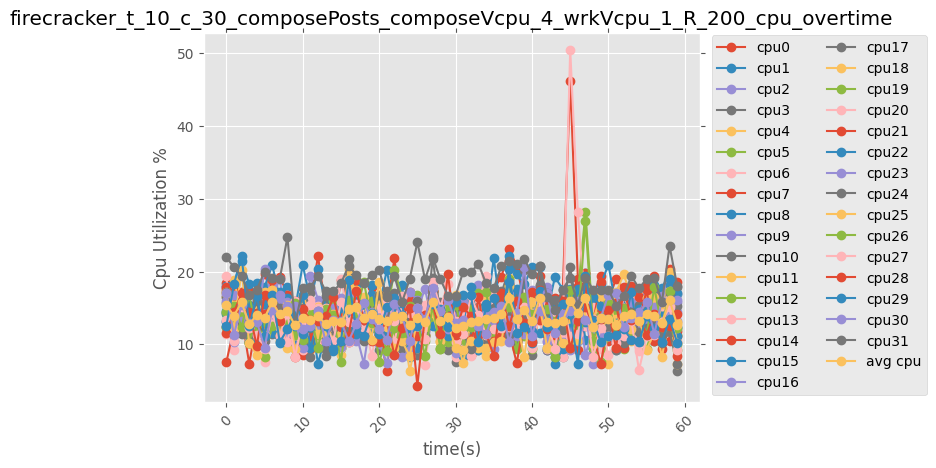 firecracker_t_10_c_30_composePosts_composeVcpu_4_wrkVcpu_1_R_200_cpu_overtime
Cpu Utilization %
50
40
30
20
10
0
10
20
30
40
50
60
time(s)
cpu0
cpu1
cpu2
cpu3
cpu4
cpu5
cpu6
cpu7
cpu8
cpu9
cpu10
cpu11
cpu12
cpu13
cpu14
cpu15
cpu16
cpu17
cpu18
cpu19
cpu20
cpu21
cpu22
cpu23
cpu24
cpu25
cpu26
cpu27
cpu28
cpu29
cpu30
cpu31
avg cpu